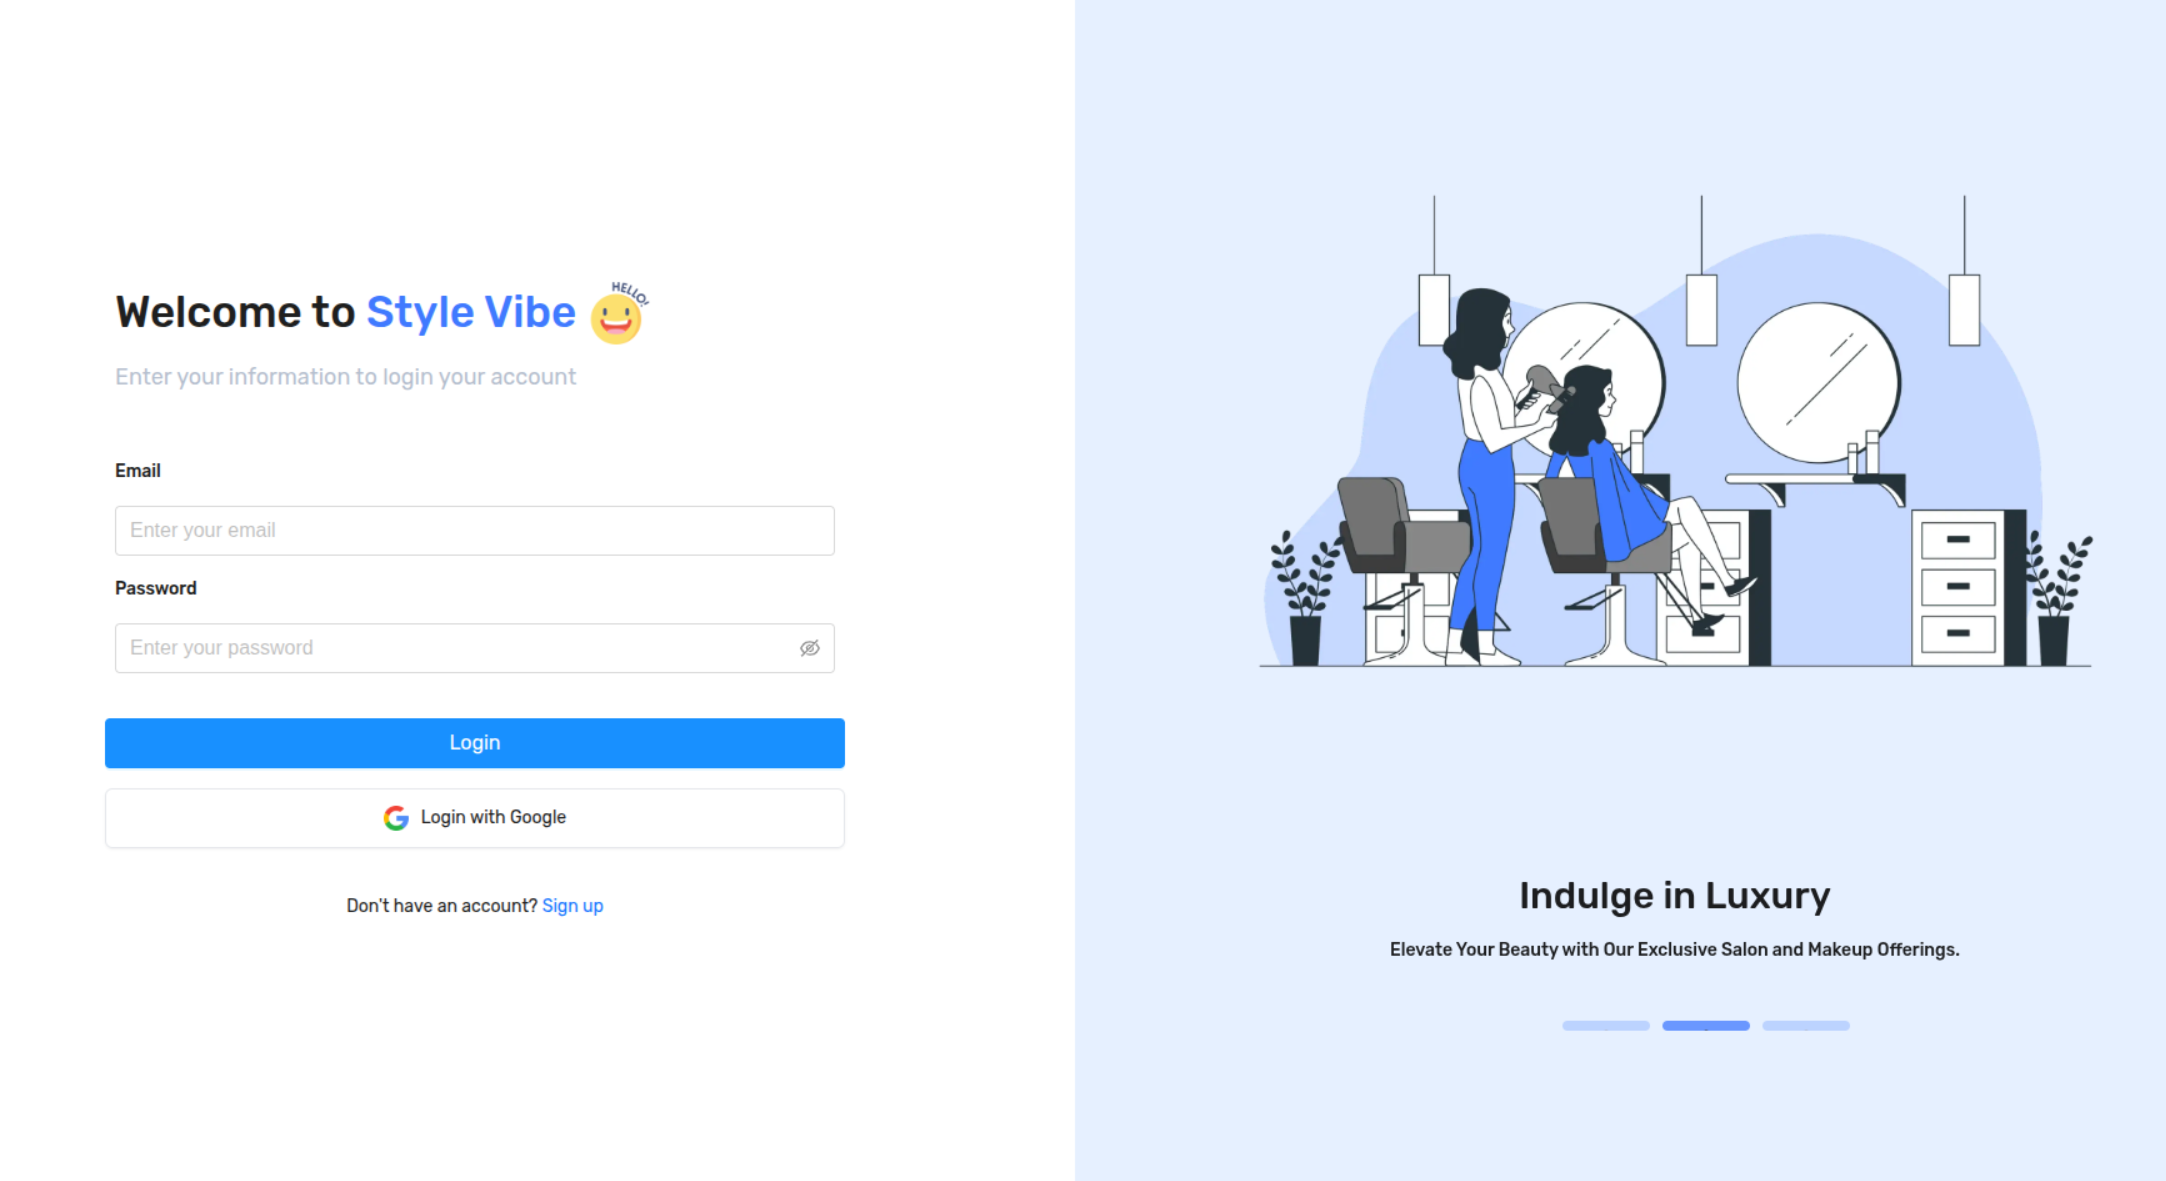 Welcome to Style Vibe
HELLO!
Enter your information to login your account
Email
Enter your email
Password
Enter your password
Login
Login with Google
Don't have an account? Sign up
Indulge in Luxury
Elevate Your Beauty with Our Exclusive Salon and Makeup Offerings.